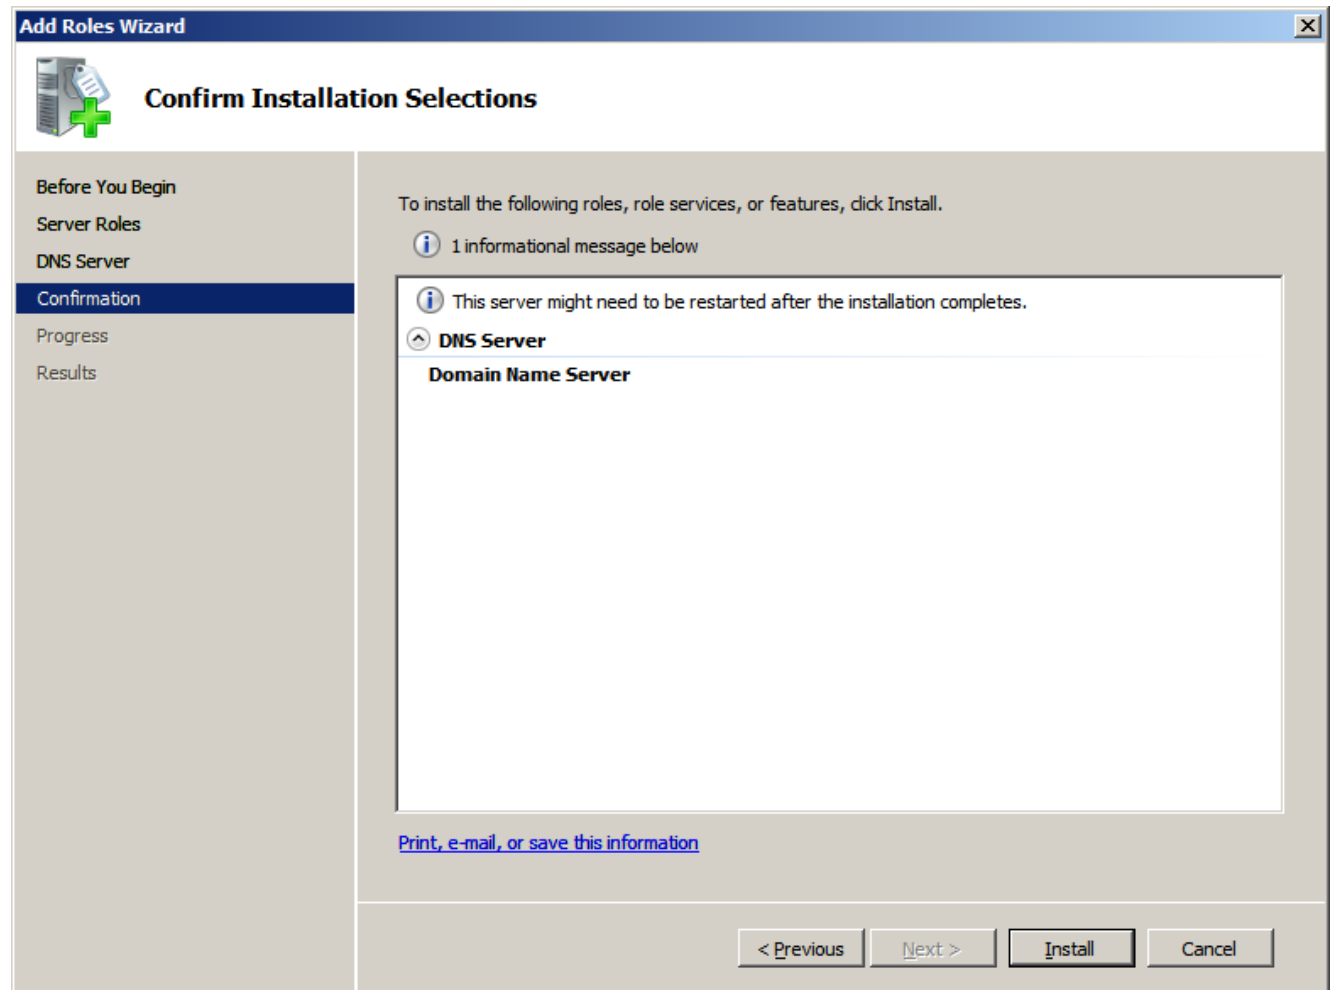 Add Roles Wizard
Confirm Installation Selections
Before You Begin
Server Roles
DNS Server
Confirmation
Progress
Results
To install the following roles, role services, or features, click Install.
1 informational message below
This server might need to be restarted after the installation completes.
DNS Server
Domain Name Server
Print, e-mail, or save this information
< Previous
Next >
Install
Cancel